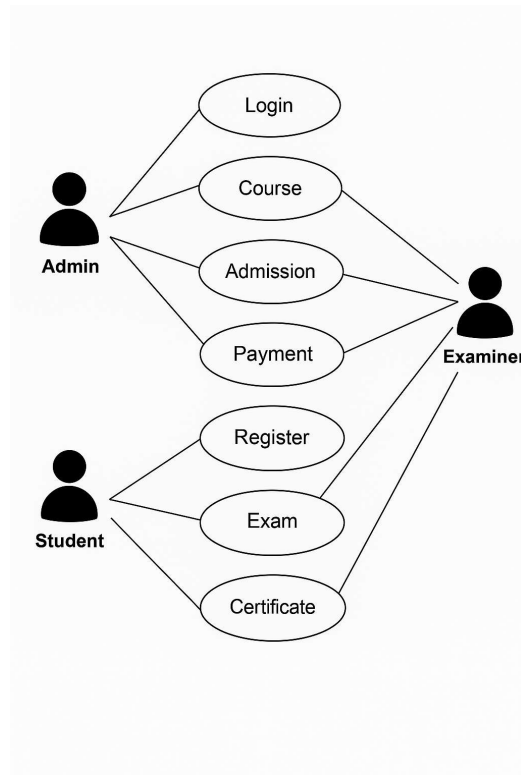 Login
Course
Admin
Admission
Examiner
Payment
Register
Student
Exam
Certificate